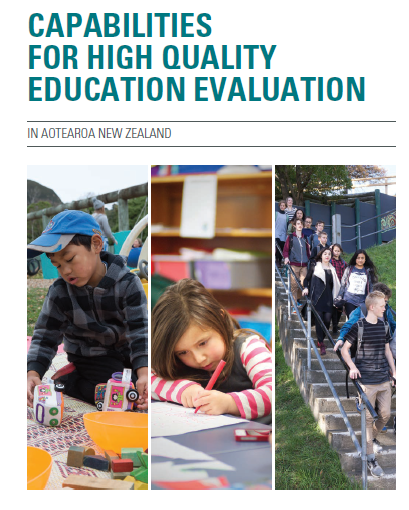 CAPABILITIES
FOR HIGH QUALITY
EDUCATION EVALUATION
IN AOTEAROA NEW ZEALAND